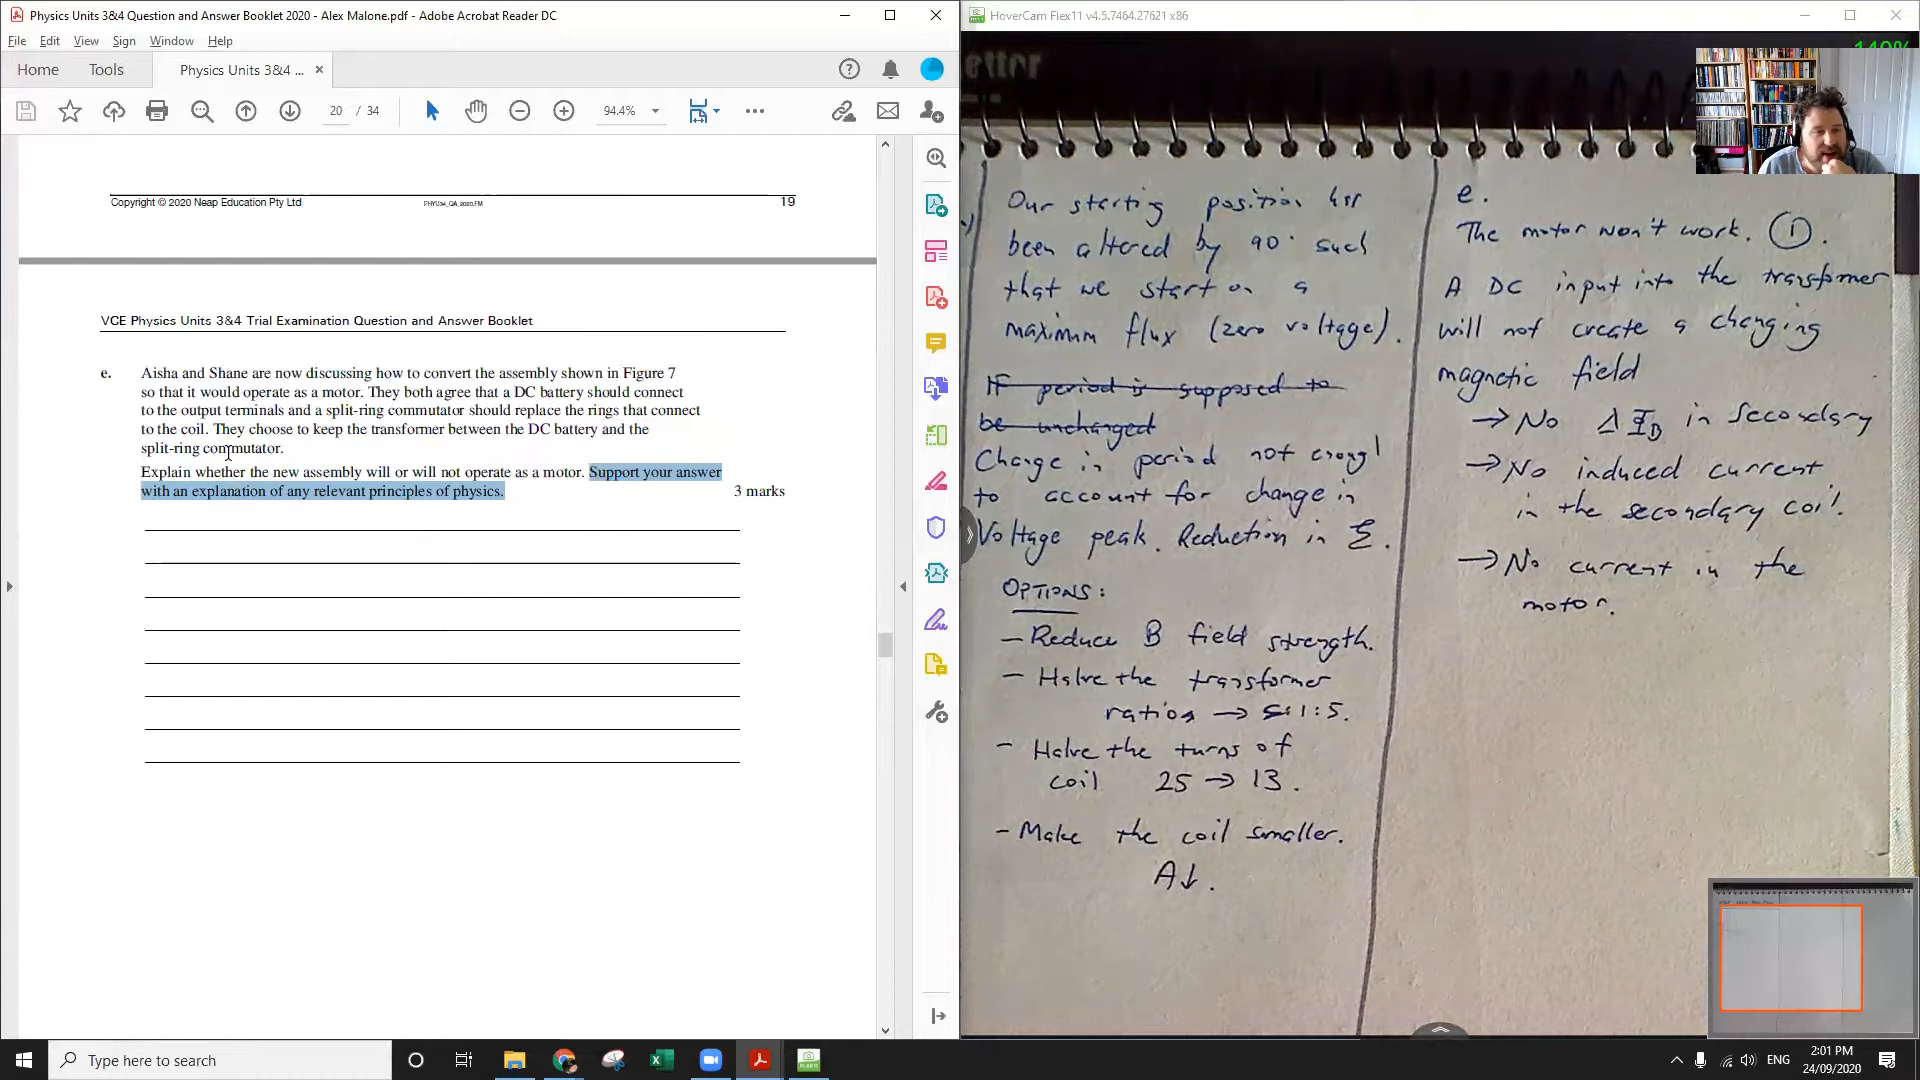 Physics Units 3&4 Question and Answer Booklet 2020 - Alex Malone.pdf - Adobe Acrobat Reader DC
File Edit View Sign Window Help
Home Tools Physics Units 3&4 ... ×
20 / 34 94.4%
Copyright © 2020 Neap Education Pty Ltd PHYU34_QA_2020.FM 19
VCE Physics Units 3&4 Trial Examination Question and Answer Booklet
e. Aisha and Shane are now discussing how to convert the assembly shown in Figure 7
so that it would operate as a motor. They both agree that a DC battery should connect
to the output terminals and a split-ring commutator should replace the rings that connect
to the coil. They choose to keep the transformer between the DC battery and the
split-ring commutator.
Explain whether the new assembly will or will not operate as a motor. Support your answer
with an explanation of any relevant principles of physics. 3 marks
HoverCam Flex11 v4.5.7464.27621 x86
140%
etter
Our starting position has
been altered by 90° such
that we start on a
maximum flux (zero voltage).
If period is supposed to
be unchanged
Change in period not enough
to account for change in
Voltage peak. Reduction in ξ.
OPTIONS:
- Reduce B field strength.
- Halve the transformer
ratios → 1:5.
- Halve the turns of
coil 25 → 13.
- Make the coil smaller.
A↓.
e.
The motor won't work. ①.
A DC input into the transformer
will not create a changing
magnetic field
→ No ΔΦB in secondary
→ No induced current
in the secondary coil.
→ No current in the
motor.
Type here to search
ENG
2:01 PM
24/09/2020